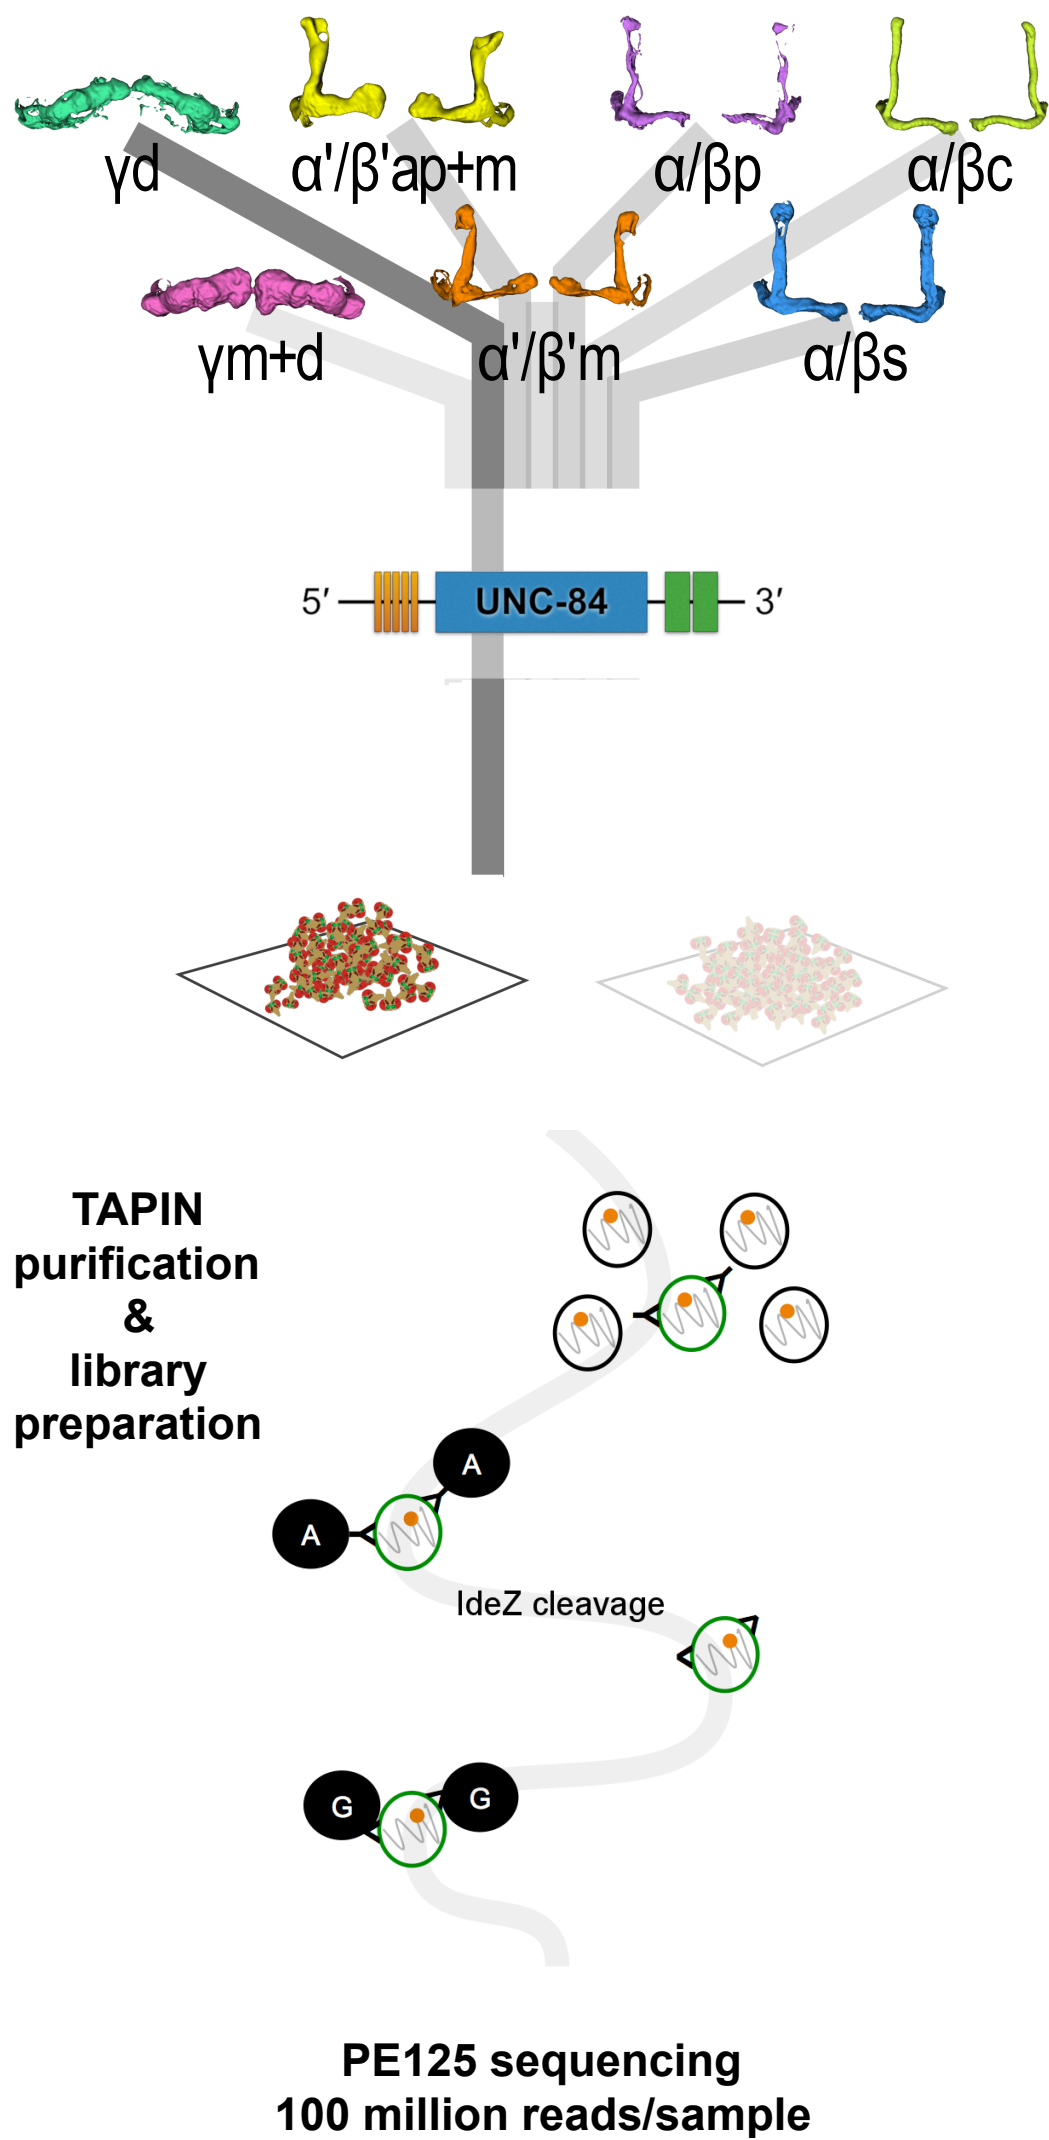 γd
α'/β'ap+m
α/βp
α/βc
γm+d
α'/β'm
α/βs
5′
UNC-84
3′
TAPIN
purification
&
library
preparation
A
A
IdeZ cleavage
G
G
PE125 sequencing
100 million reads/sample